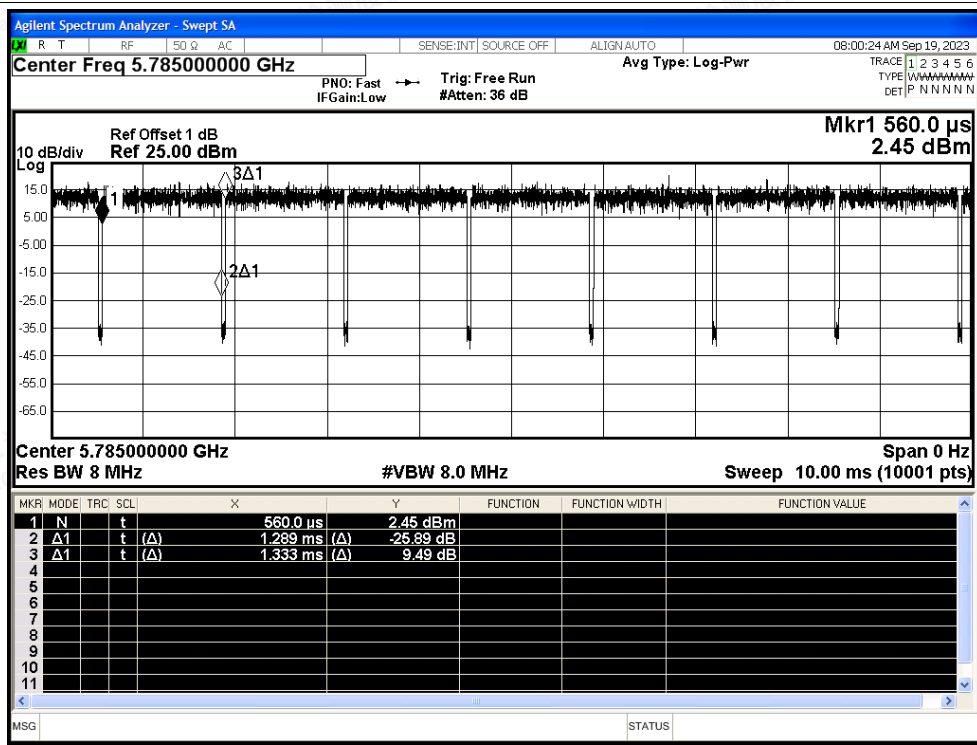 Agilent Spectrum Analyzer - Swept SA
LXI R T RF 50 Ω AC SENSE:INT SOURCE OFF ALIGN AUTO 08:00:24 AM Sep 19, 2023
Center Freq 5.785000000 GHz
PNO: Fast
IFGain:Low
Trig: Free Run
#Atten: 36 dB
Avg Type: Log-Pwr
TRACE 1 2 3 4 5 6
TYPE
DET P N N N N N
Mkr1 560.0 µs
2.45 dBm
Ref Offset 1 dB
10 dB/div Ref 25.00 dBm
Log
3Δ1
15.0
1
5.00
-5.00
-15.0
2Δ1
-25.0
-35.0
-45.0
-55.0
-65.0
Center 5.785000000 GHz Span 0 Hz
Res BW 8 MHz #VBW 8.0 MHz Sweep 10.00 ms (10001 pts)
MKR MODE TRC SCL X Y FUNCTION FUNCTION WIDTH FUNCTION VALUE
1 N t 560.0 µs 2.45 dBm
2 Δ1 t (Δ) 1.289 ms (Δ) -25.89 dB
3 Δ1 t (Δ) 1.333 ms (Δ) 9.49 dB
4
5
6
7
8
9
10
11
MSG STATUS